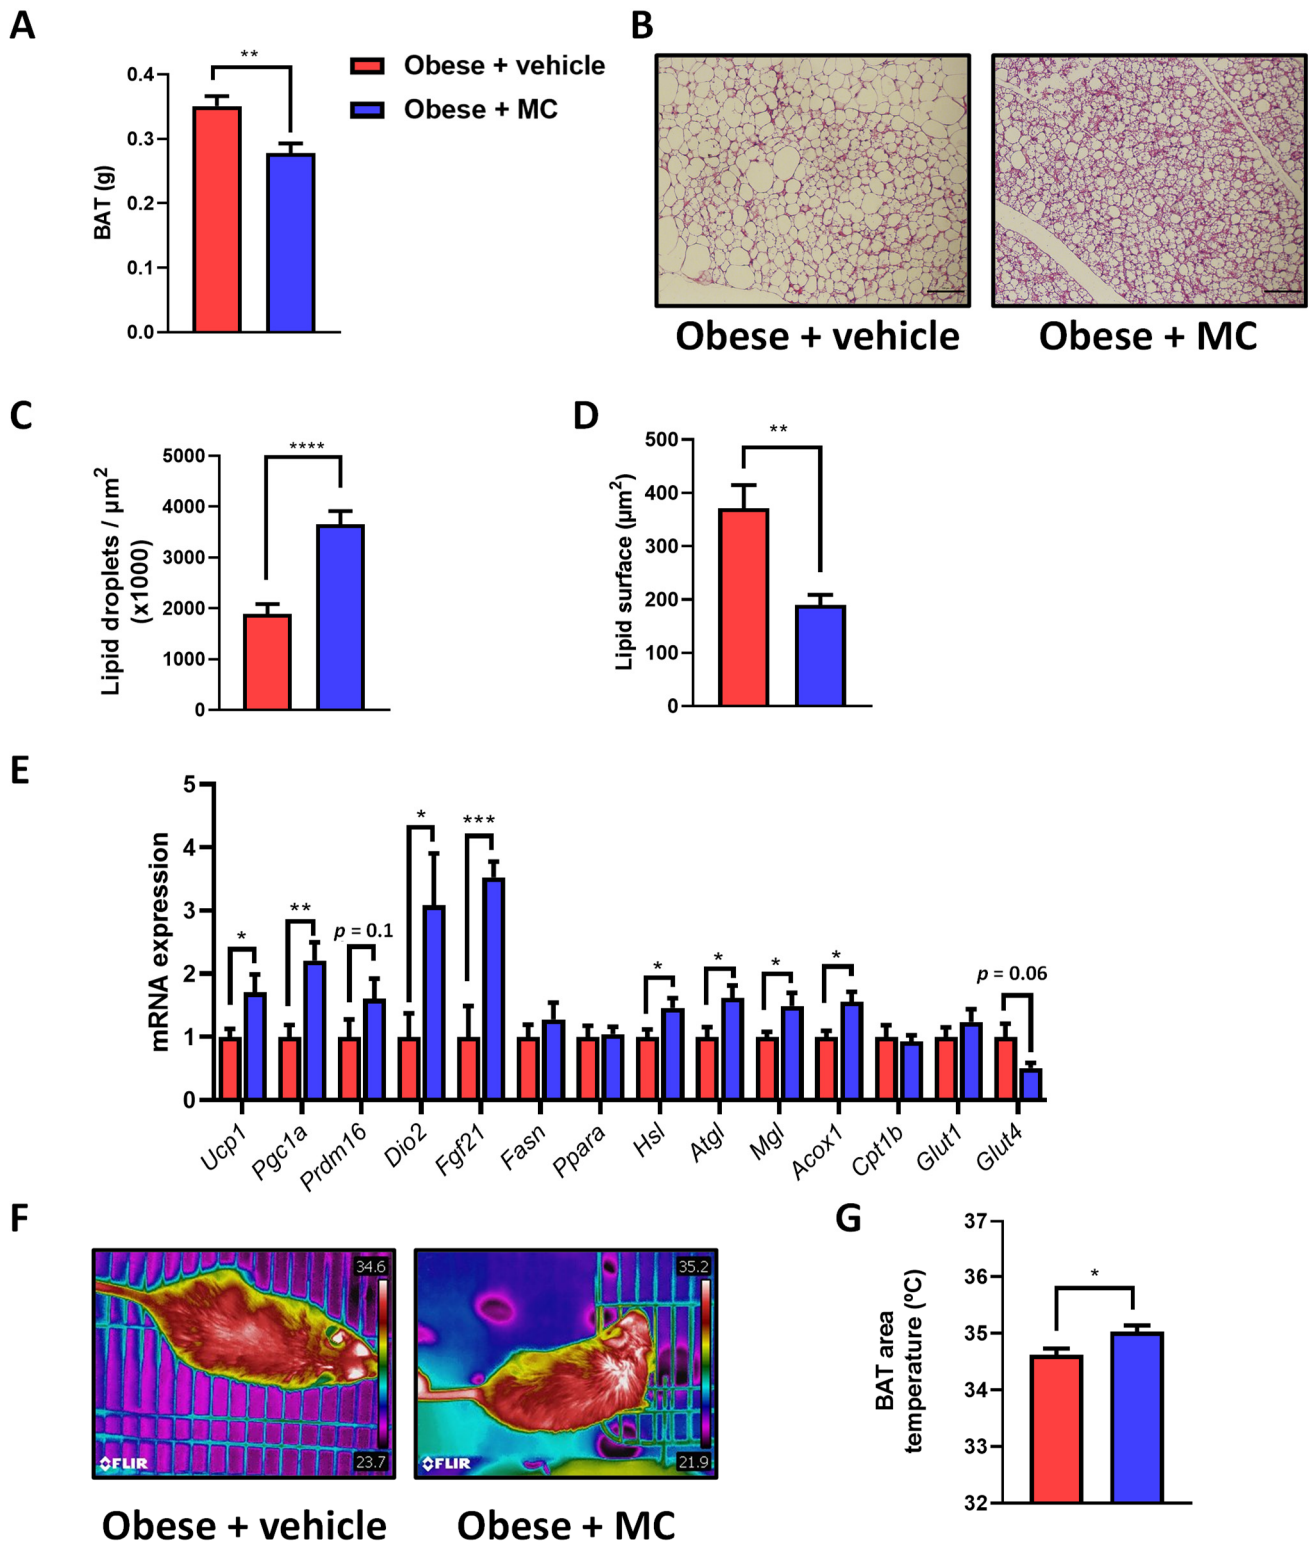 A
**
Obese + vehicle
Obese + MC
BAT (g)
0.4
0.3
0.2
0.1
0.0
B
Obese + vehicle
Obese + MC
C
****
Lipid droplets / µm²
(x1000)
5000
4000
3000
2000
1000
0
D
**
Lipid surface (µm²)
500
400
300
200
100
0
E
mRNA expression
5
4
3
2
1
0
*
**
p = 0.1
*
***
*
*
*
*
p = 0.06
Ucp1
Pgc1a
Prdm16
Dio2
Fgf21
Fasn
Ppara
Hsl
Atgl
Mgl
Acox1
Cpt1b
Glut1
Glut4
F
34.6
23.7
FLIR
Obese + vehicle
35.2
21.9
FLIR
Obese + MC
G
*
BAT area
temperature (ºC)
37
36
35
34
33
32